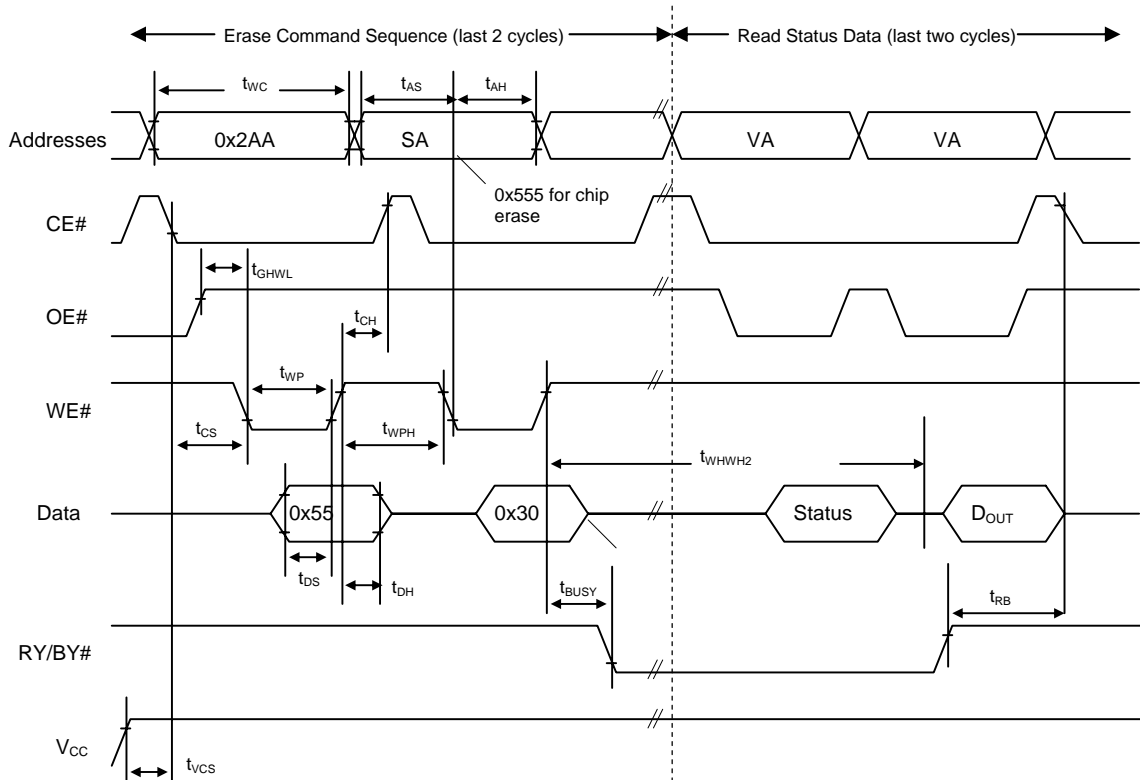 Erase Command Sequence (last 2 cycles) Read Status Data (last two cycles)
tWC tAS tAH
Addresses 0x2AA SA VA VA
0x555 for chip
erase
CE#
tGHWL
OE#
tCH
tWP
WE#
tCS tWPH
tWHWH2
Data 0x55 0x30 Status DOUT
tDS tDH tBUSY tRB
RY/BY#
VCC
tVCS